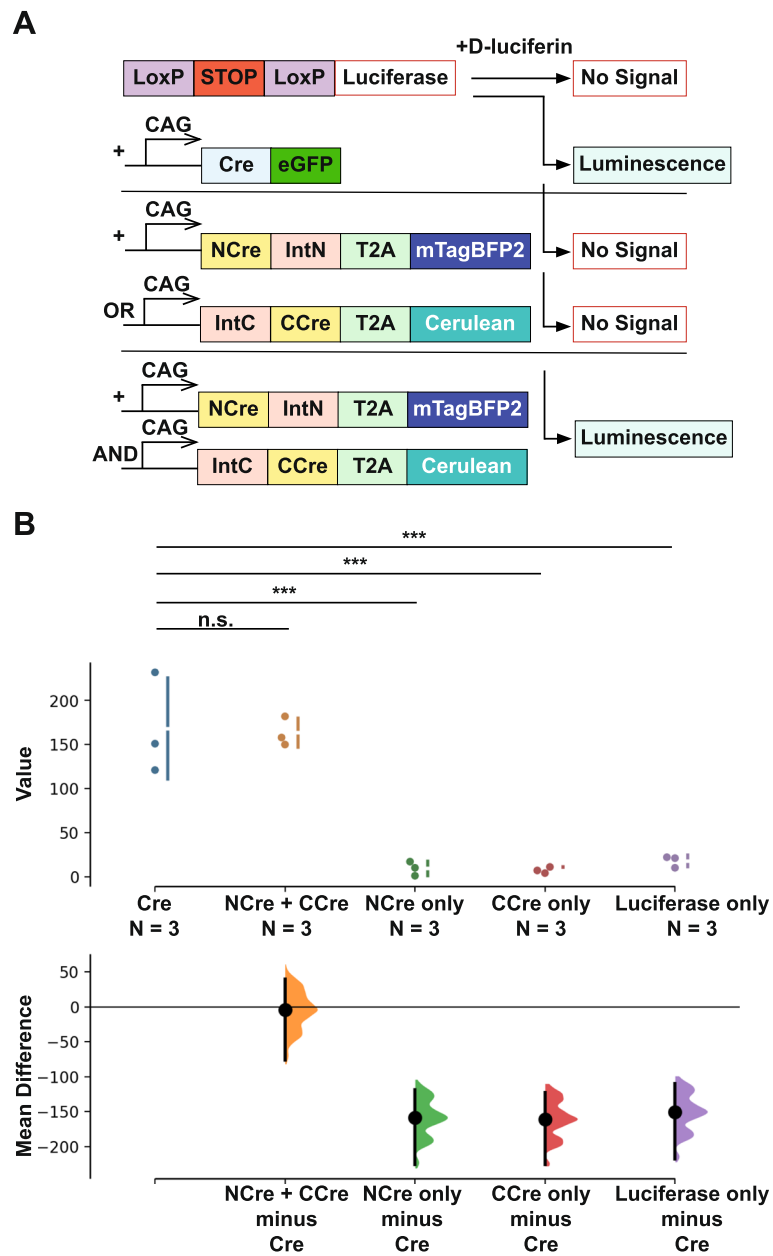 A
+D-luciferin
LoxP STOP LoxP Luciferase No Signal
CAG
+ Cre eGFP Luminescence
CAG
+ NCre IntN T2A mTagBFP2 No Signal
CAG
OR IntC CCre T2A Cerulean No Signal
CAG
+ NCre IntN T2A mTagBFP2
CAG Luminescence
AND IntC CCre T2A Cerulean
B
***
***
***
n.s.
Value
200
150
100
50
0
Cre NCre + CCre NCre only CCre only Luciferase only
N = 3 N = 3 N = 3 N = 3 N = 3
Mean Difference
50
0
−50
−100
−150
−200
NCre + CCre NCre only CCre only Luciferase only
minus minus minus minus
Cre Cre Cre Cre